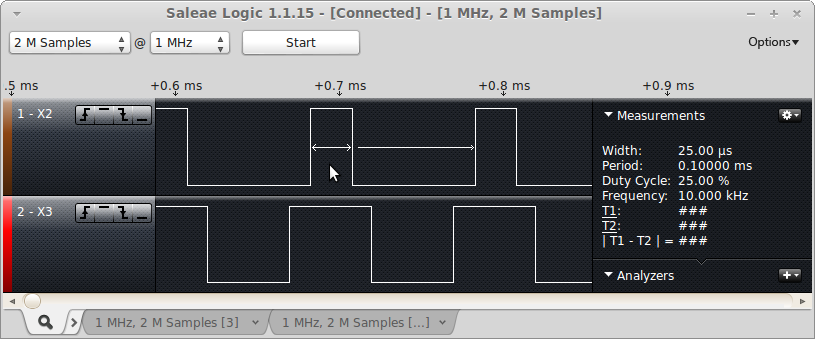 Saleae Logic 1.1.15 - [Connected] - [1 MHz, 2 M Samples]
2 M Samples @ 1 MHz Start Options▾
.5 ms +0.6 ms +0.7 ms +0.8 ms +0.9 ms
1 - X2
Measurements
Width: 25.00 µs
Period: 0.10000 ms
Duty Cycle: 25.00 %
Frequency: 10.000 kHz
T1: ###
T2: ###
| T1 - T2 | = ###
2 - X3
Analyzers
1 MHz, 2 M Samples [3] 1 MHz, 2 M Samples [...]